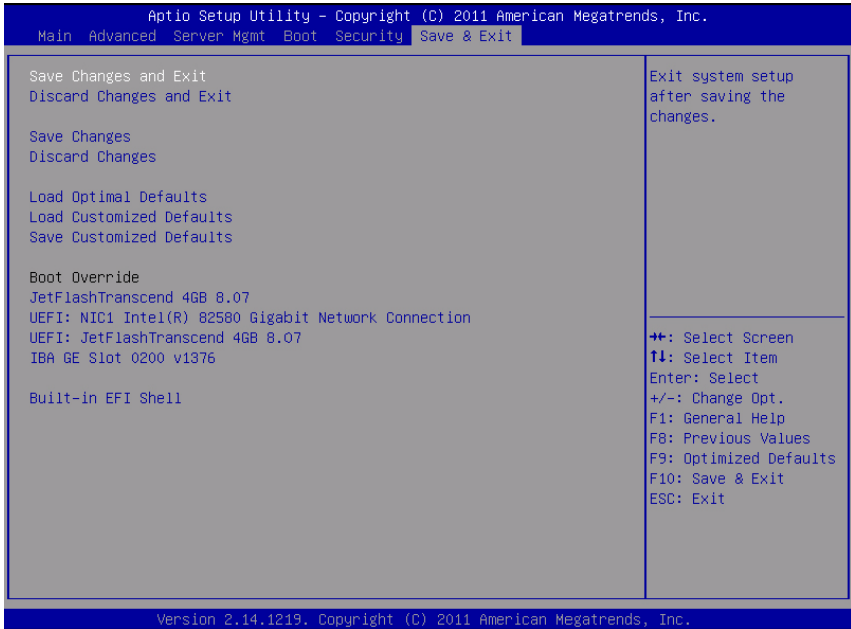 Aptio Setup Utility – Copyright (C) 2011 American Megatrends, Inc.
Main Advanced Server Mgmt Boot Security Save & Exit
Save Changes and Exit
Discard Changes and Exit
Save Changes
Discard Changes
Load Optimal Defaults
Load Customized Defaults
Save Customized Defaults
Boot Override
JetFlashTranscend 4GB 8.07
UEFI: NIC1 Intel(R) 82580 Gigabit Network Connection
UEFI: JetFlashTranscend 4GB 8.07
IBA GE Slot 0200 v1376
Built-in EFI Shell
Exit system setup
after saving the
changes.
→←: Select Screen
↑↓: Select Item
Enter: Select
+/-: Change Opt.
F1: General Help
F8: Previous Values
F9: Optimized Defaults
F10: Save & Exit
ESC: Exit
Version 2.14.1219. Copyright (C) 2011 American Megatrends, Inc.